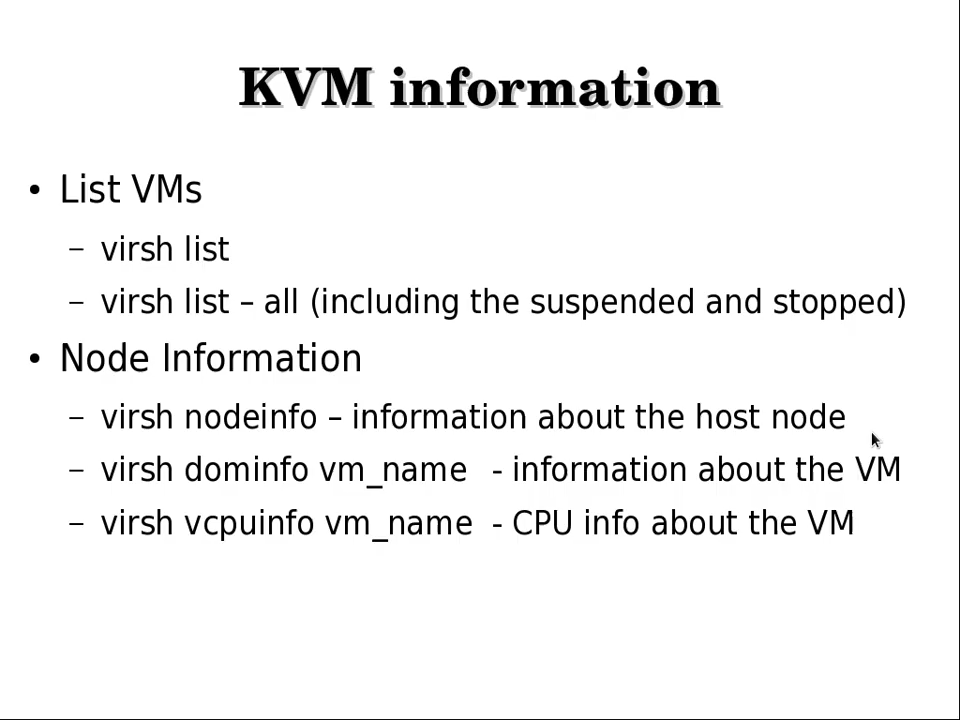 KVM information
• List VMs
– virsh list
– virsh list – all (including the suspended and stopped)
• Node Information
– virsh nodeinfo – information about the host node
– virsh dominfo vm_name - information about the VM
– virsh vcpuinfo vm_name - CPU info about the VM